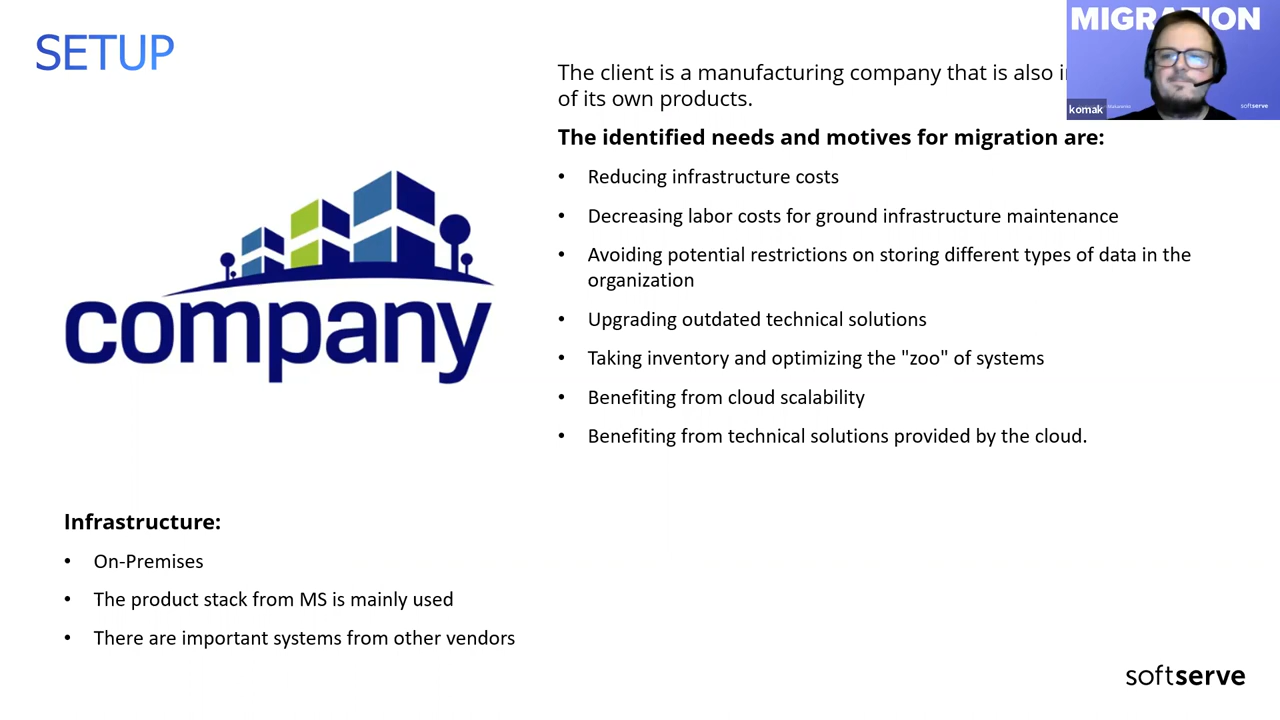 SETUP
MIGRATION
komak
softserve
The client is a manufacturing company that is also
of its own products.
The identified needs and motives for migration are:
• Reducing infrastructure costs
• Decreasing labor costs for ground infrastructure maintenance
• Avoiding potential restrictions on storing different types of data in the
organization
• Upgrading outdated technical solutions
• Taking inventory and optimizing the "zoo" of systems
• Benefiting from cloud scalability
• Benefiting from technical solutions provided by the cloud.
company
Infrastructure:
• On-Premises
• The product stack from MS is mainly used
• There are important systems from other vendors
softserve